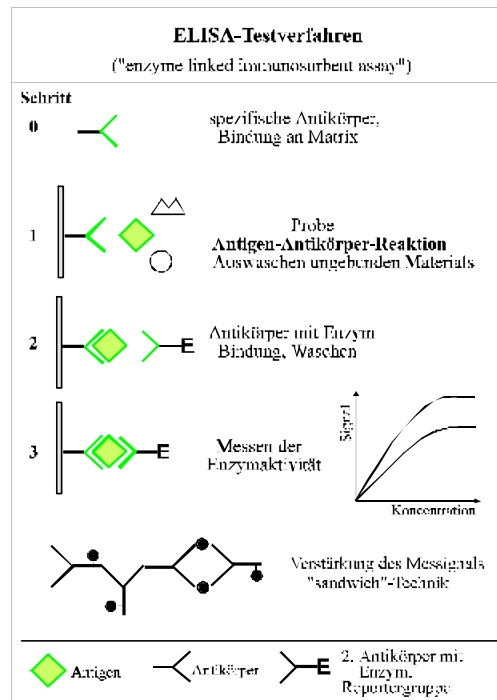 ELISA-Testverfahren
("enzyme linked immunosorbent assay")
Schritt
0
spezifische Antikörper,
Bindung an Matrix
1
Probe
Antigen-Antikörper-Reaktion
Auswaschen ungebunden Materials
2
Antikörper mit Enzym
Bindung, Waschen
E
3
Messen der
Enzymaktivität
E
Signal
Koncentration
Verstärkung des Messignals
"sandwich"-Technik
Antigen
Antikörper
E
2. Antikörper mit
Enzym,
Reportergruppe